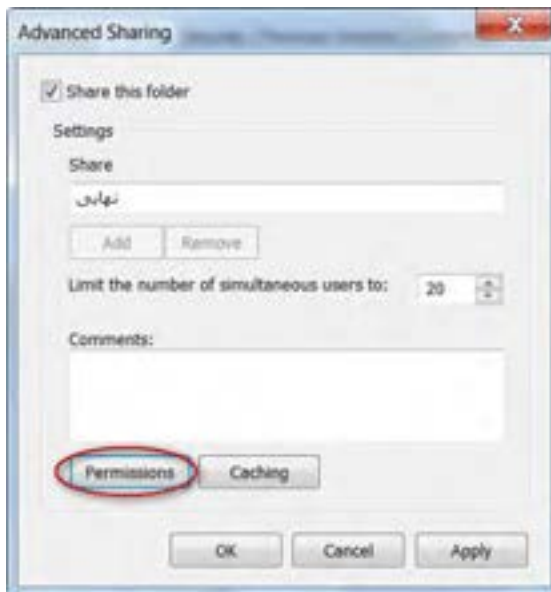 Advanced Sharing
Share this folder
Settings
Share
نهایی
Add Remove
Limit the number of simultaneous users to: 20
Comments:
Permissions Caching
OK Cancel Apply